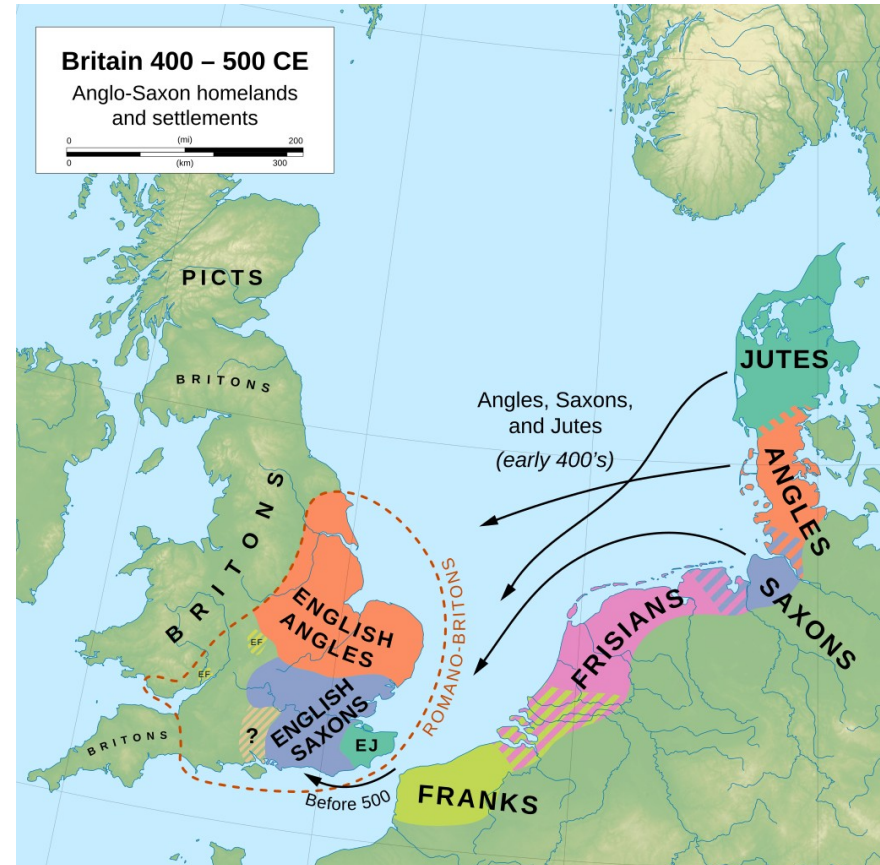 Britain 400 – 500 CE
Anglo-Saxon homelands
and settlements
0 (mi) 200
0 (km) 300
PICTS
BRITONS
JUTES
Angles, Saxons,
and Jutes
(early 400's)
ANGLES
BRITONS
SAXONS
ENGLISH
ANGLES
FRISIANS
ROMANO-BRITONS
EF
EF
ENGLISH
SAXONS
?
EJ
BRITONS
Before 500
FRANKS